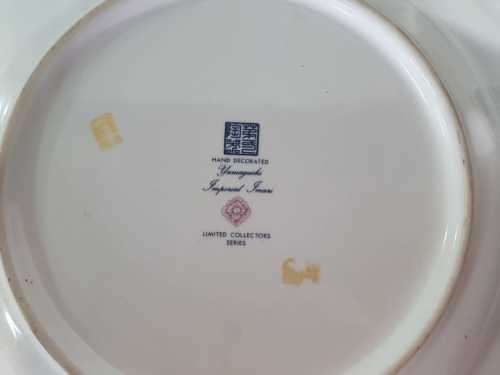 HAND DECORATED
Yamaguchi
Imperial Imari
LIMITED COLLECTORS
SERIES